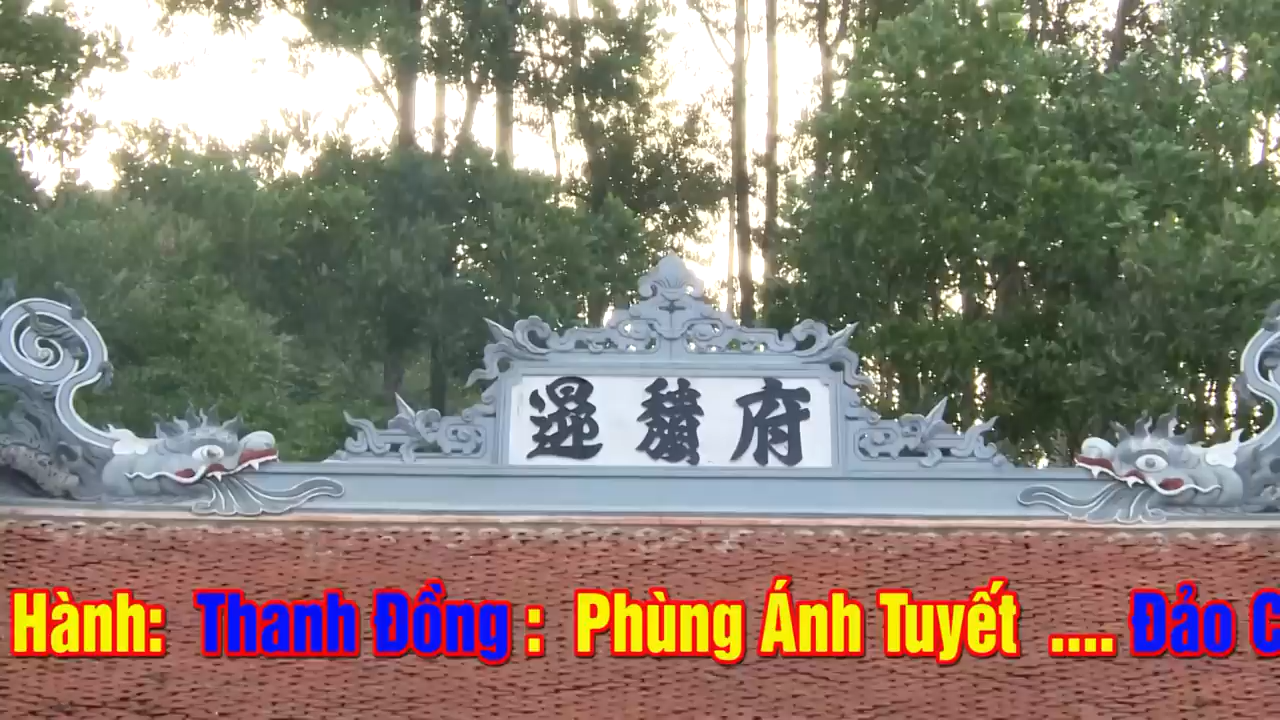 府
Hành: Thanh Đồng : Phùng Ánh Tuyết .... Đảo C